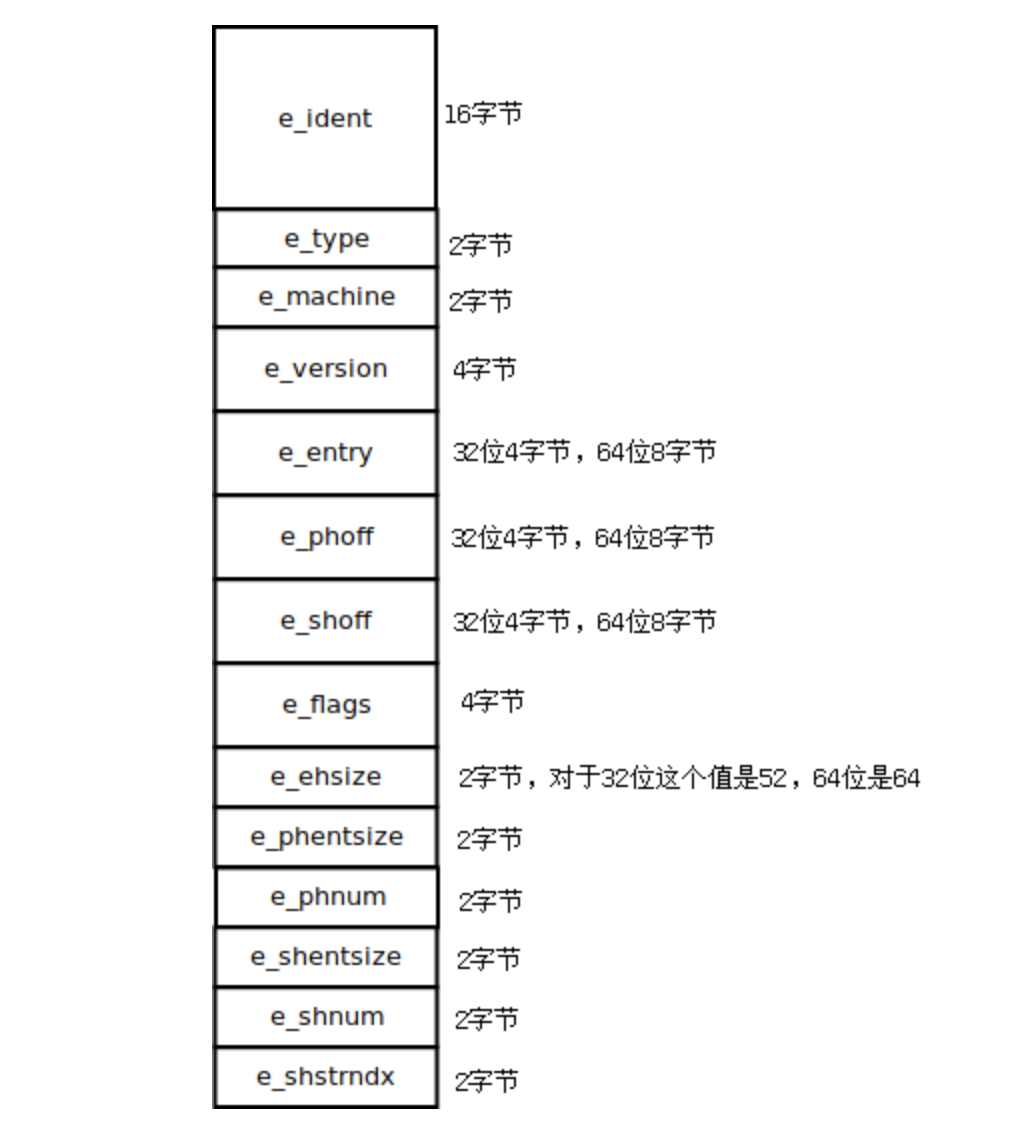 e_ident 16字节
e_type 2字节
e_machine 2字节
e_version 4字节
e_entry 32位4字节，64位8字节
e_phoff 32位4字节，64位8字节
e_shoff 32位4字节，64位8字节
e_flags 4字节
e_ehsize 2字节，对于32位这个值是52，64位是64
e_phentsize 2字节
e_phnum 2字节
e_shentsize 2字节
e_shnum 2字节
e_shstrndx 2字节